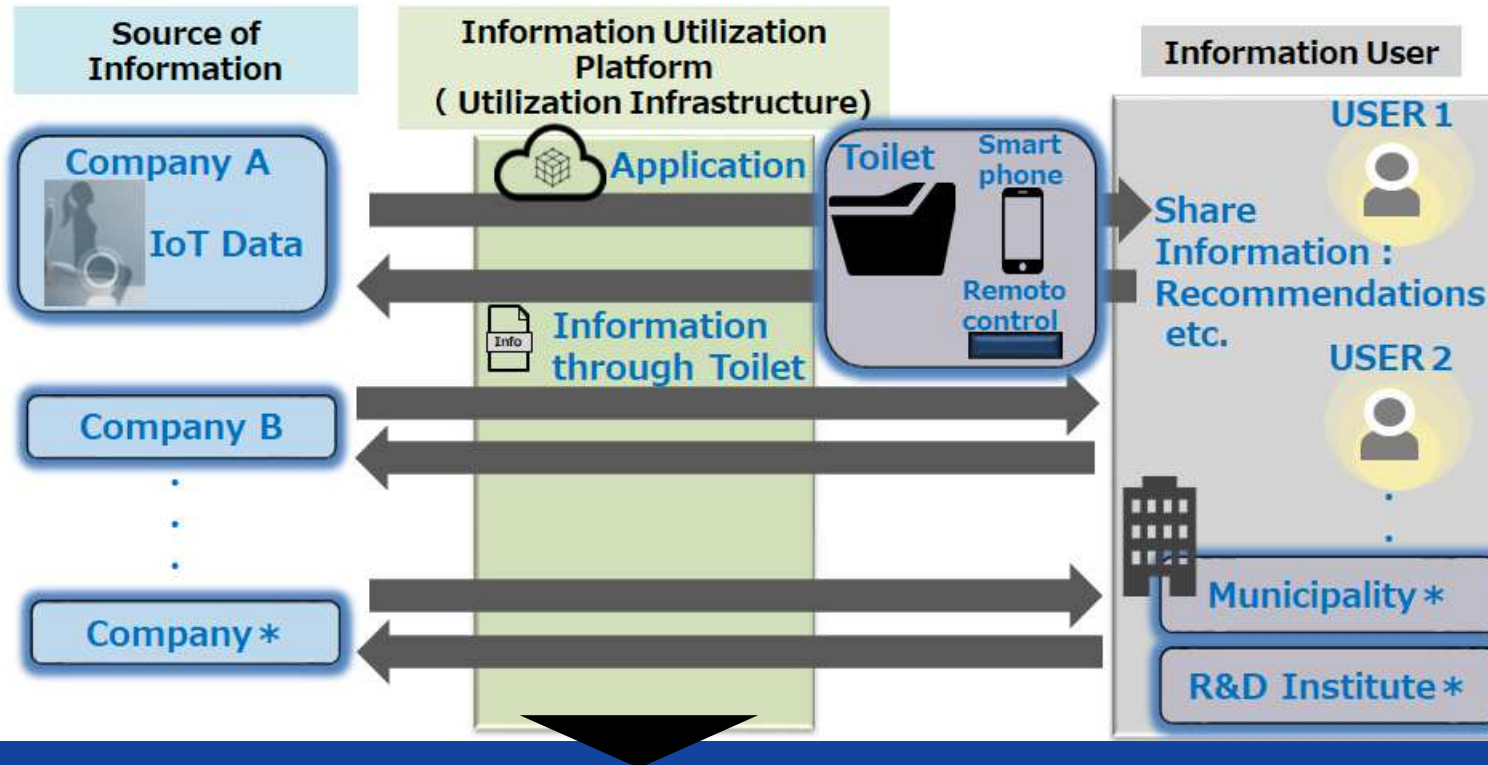 Source of
Information
Information Utilization
Platform
( Utilization Infrastructure)
Information User
Company A
IoT Data
Application
Toilet
Smart
phone
Remoto
control
USER 1
Share
Information :
Recommendations
etc.
Info
Information
through Toilet
USER 2
Company B
Company *
Municipality *
R&D Institute *